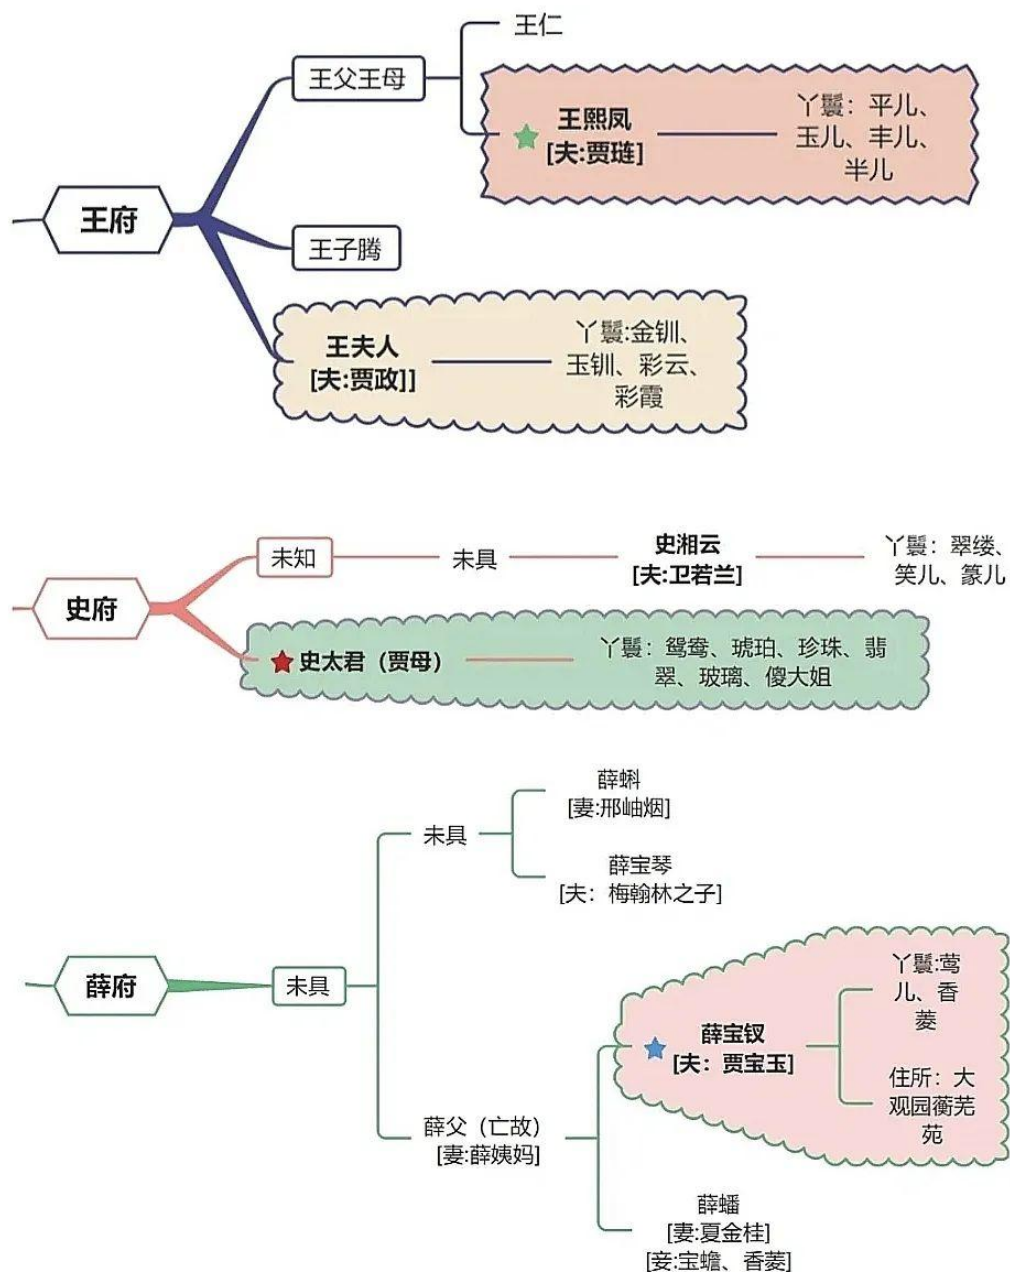 王仁
王父王母
王熙凤
[夫:贾琏]
丫鬟：平儿、
玉儿、丰儿、
半儿
王府
王子腾
王夫人
[夫:贾政]]
丫鬟:金钏、
玉钏、彩云、
彩霞
未知
未具
史湘云
[夫:卫若兰]
丫鬟：翠缕、
笑儿、篆儿
史府
史太君（贾母）
丫鬟：鸳鸯、琥珀、珍珠、翡
翠、玻璃、傻大姐
薛蝌
[妻:邢岫烟]
未具
薛宝琴
[夫：梅翰林之子]
薛府
未具
薛宝钗
[夫：贾宝玉]
丫鬟:莺
儿、香
菱
住所：大
观园蘅芜
苑
薛父（亡故）
[妻:薛姨妈]
薛蟠
[妻:夏金桂]
[妾:宝蟾、香菱]